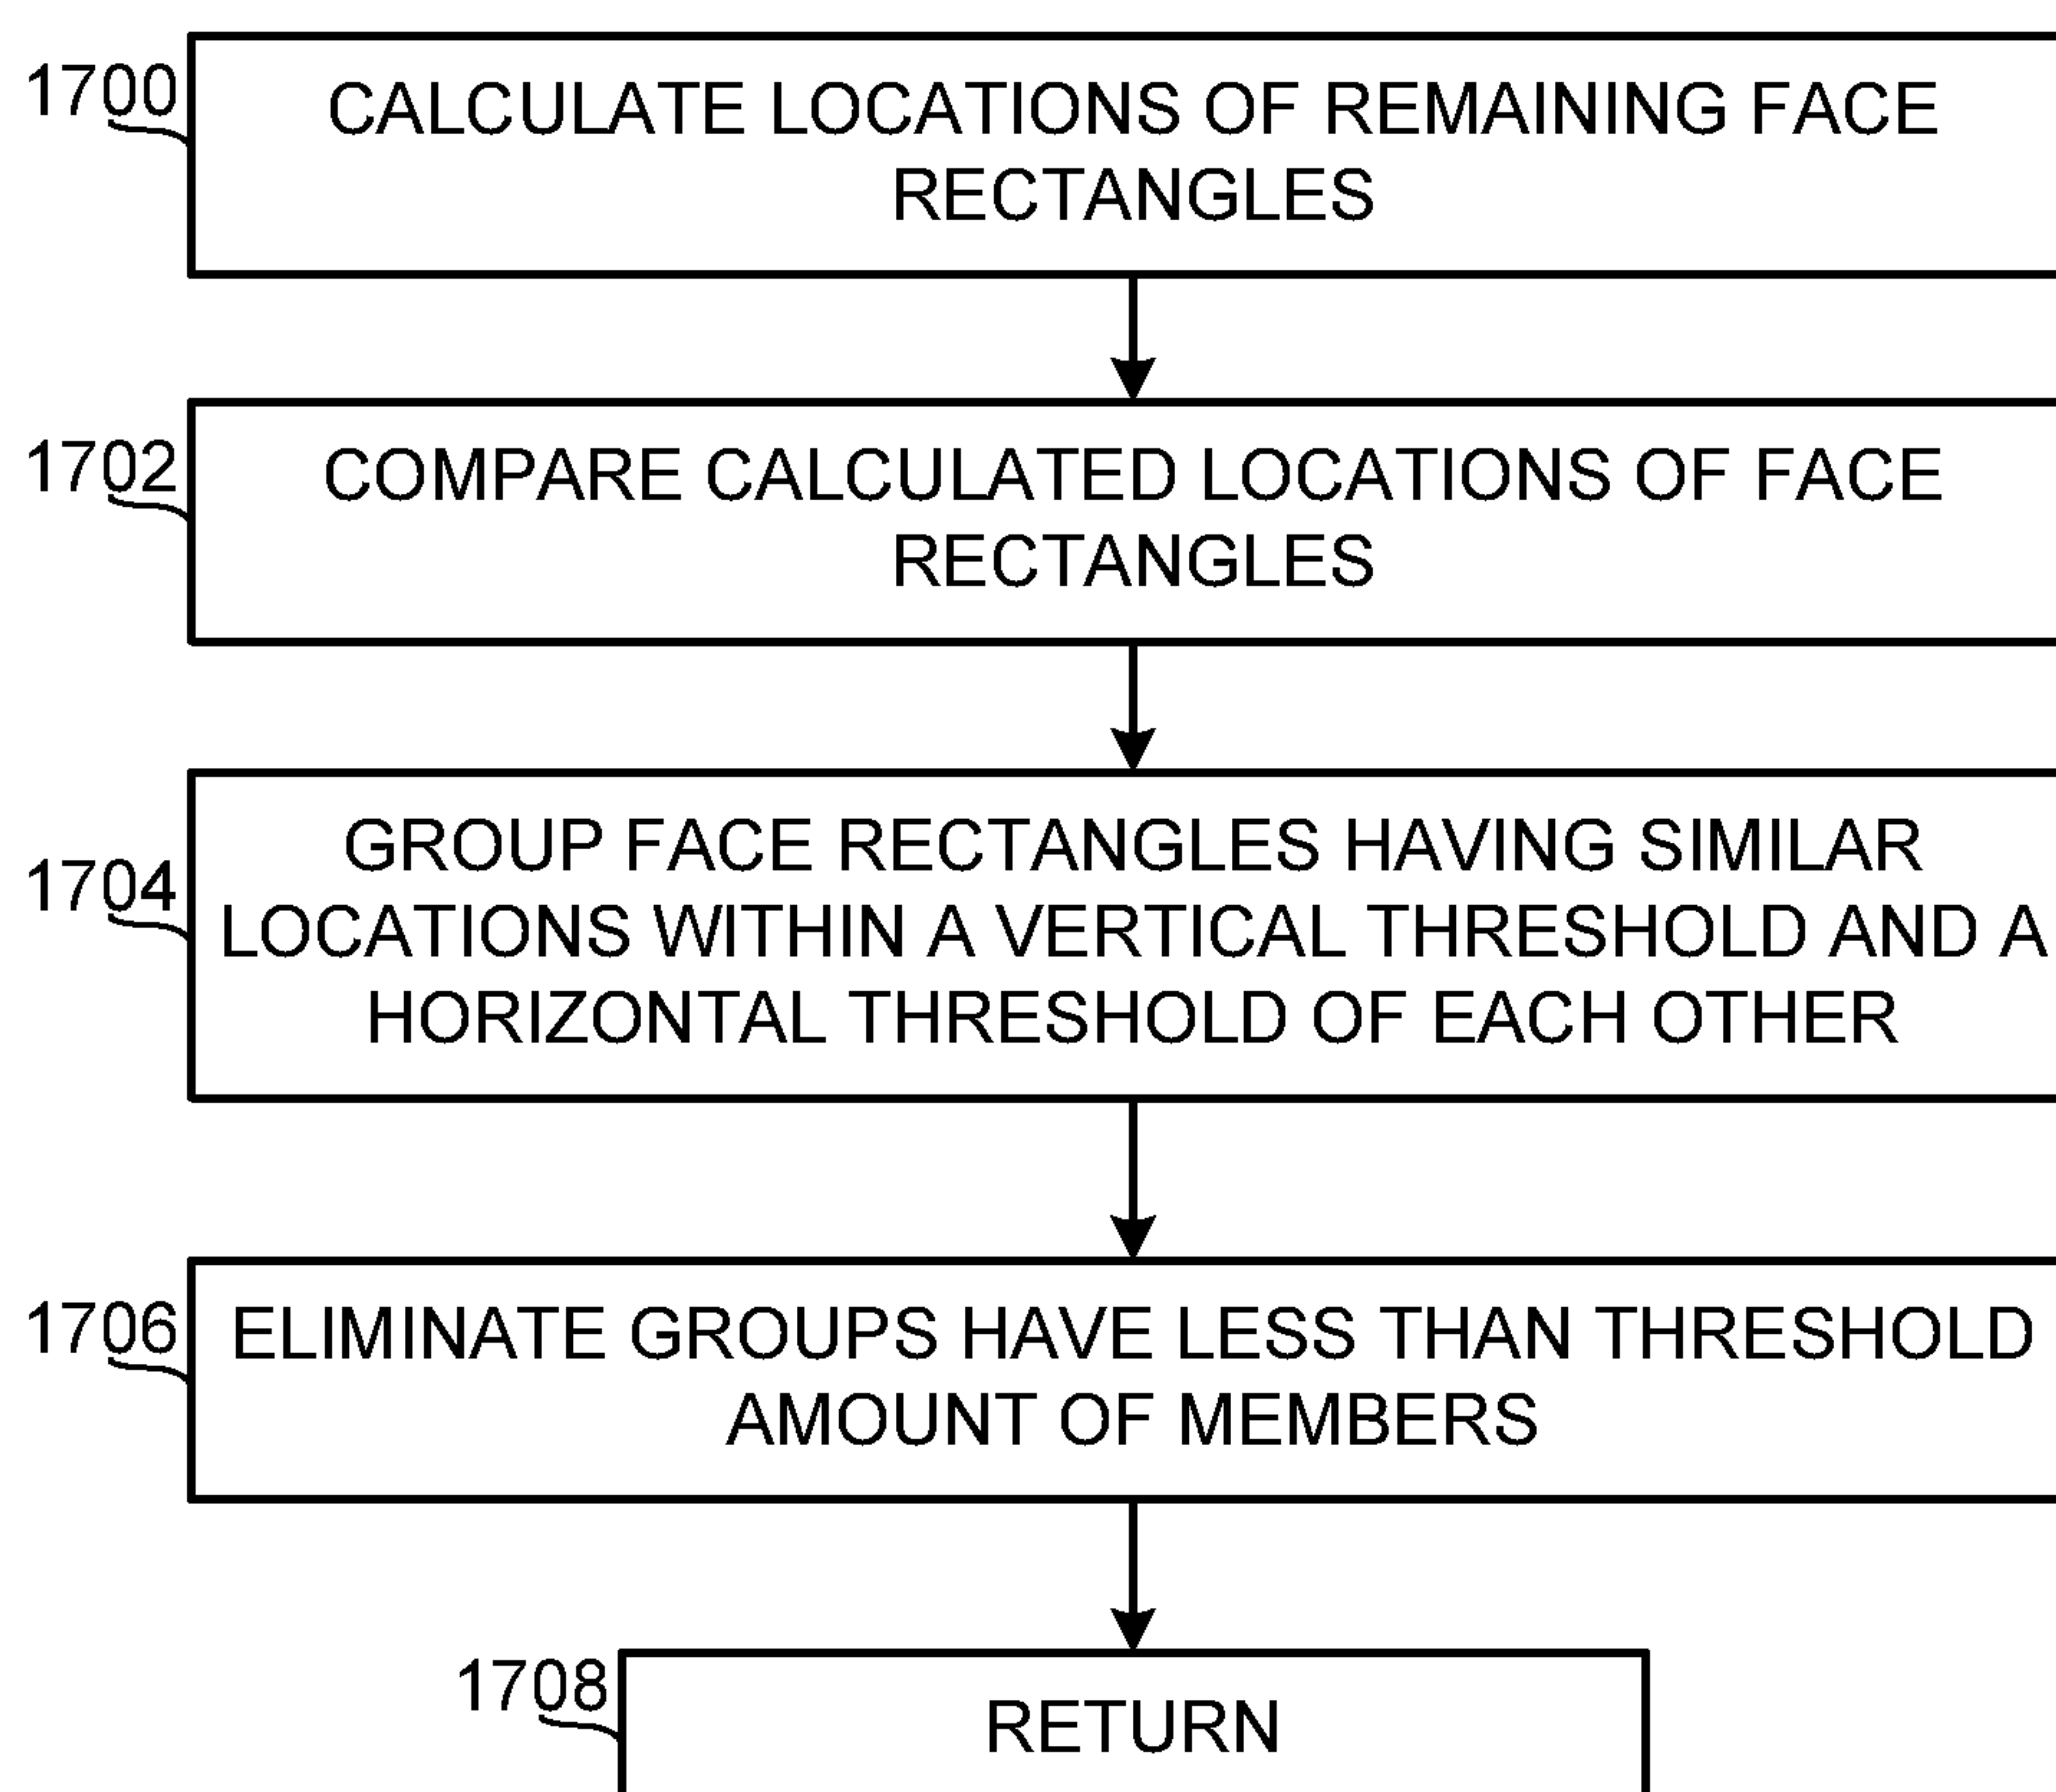 1700
CALCULATE LOCATIONS OF REMAINING FACE
RECTANGLES
1702
COMPARE CALCULATED LOCATIONS OF FACE
RECTANGLES
1704
GROUP FACE RECTANGLES HAVING SIMILAR
LOCATIONS WITHIN A VERTICAL THRESHOLD AND A
HORIZONTAL THRESHOLD OF EACH OTHER
1706
ELIMINATE GROUPS HAVE LESS THAN THRESHOLD
AMOUNT OF MEMBERS
1708
RETURN